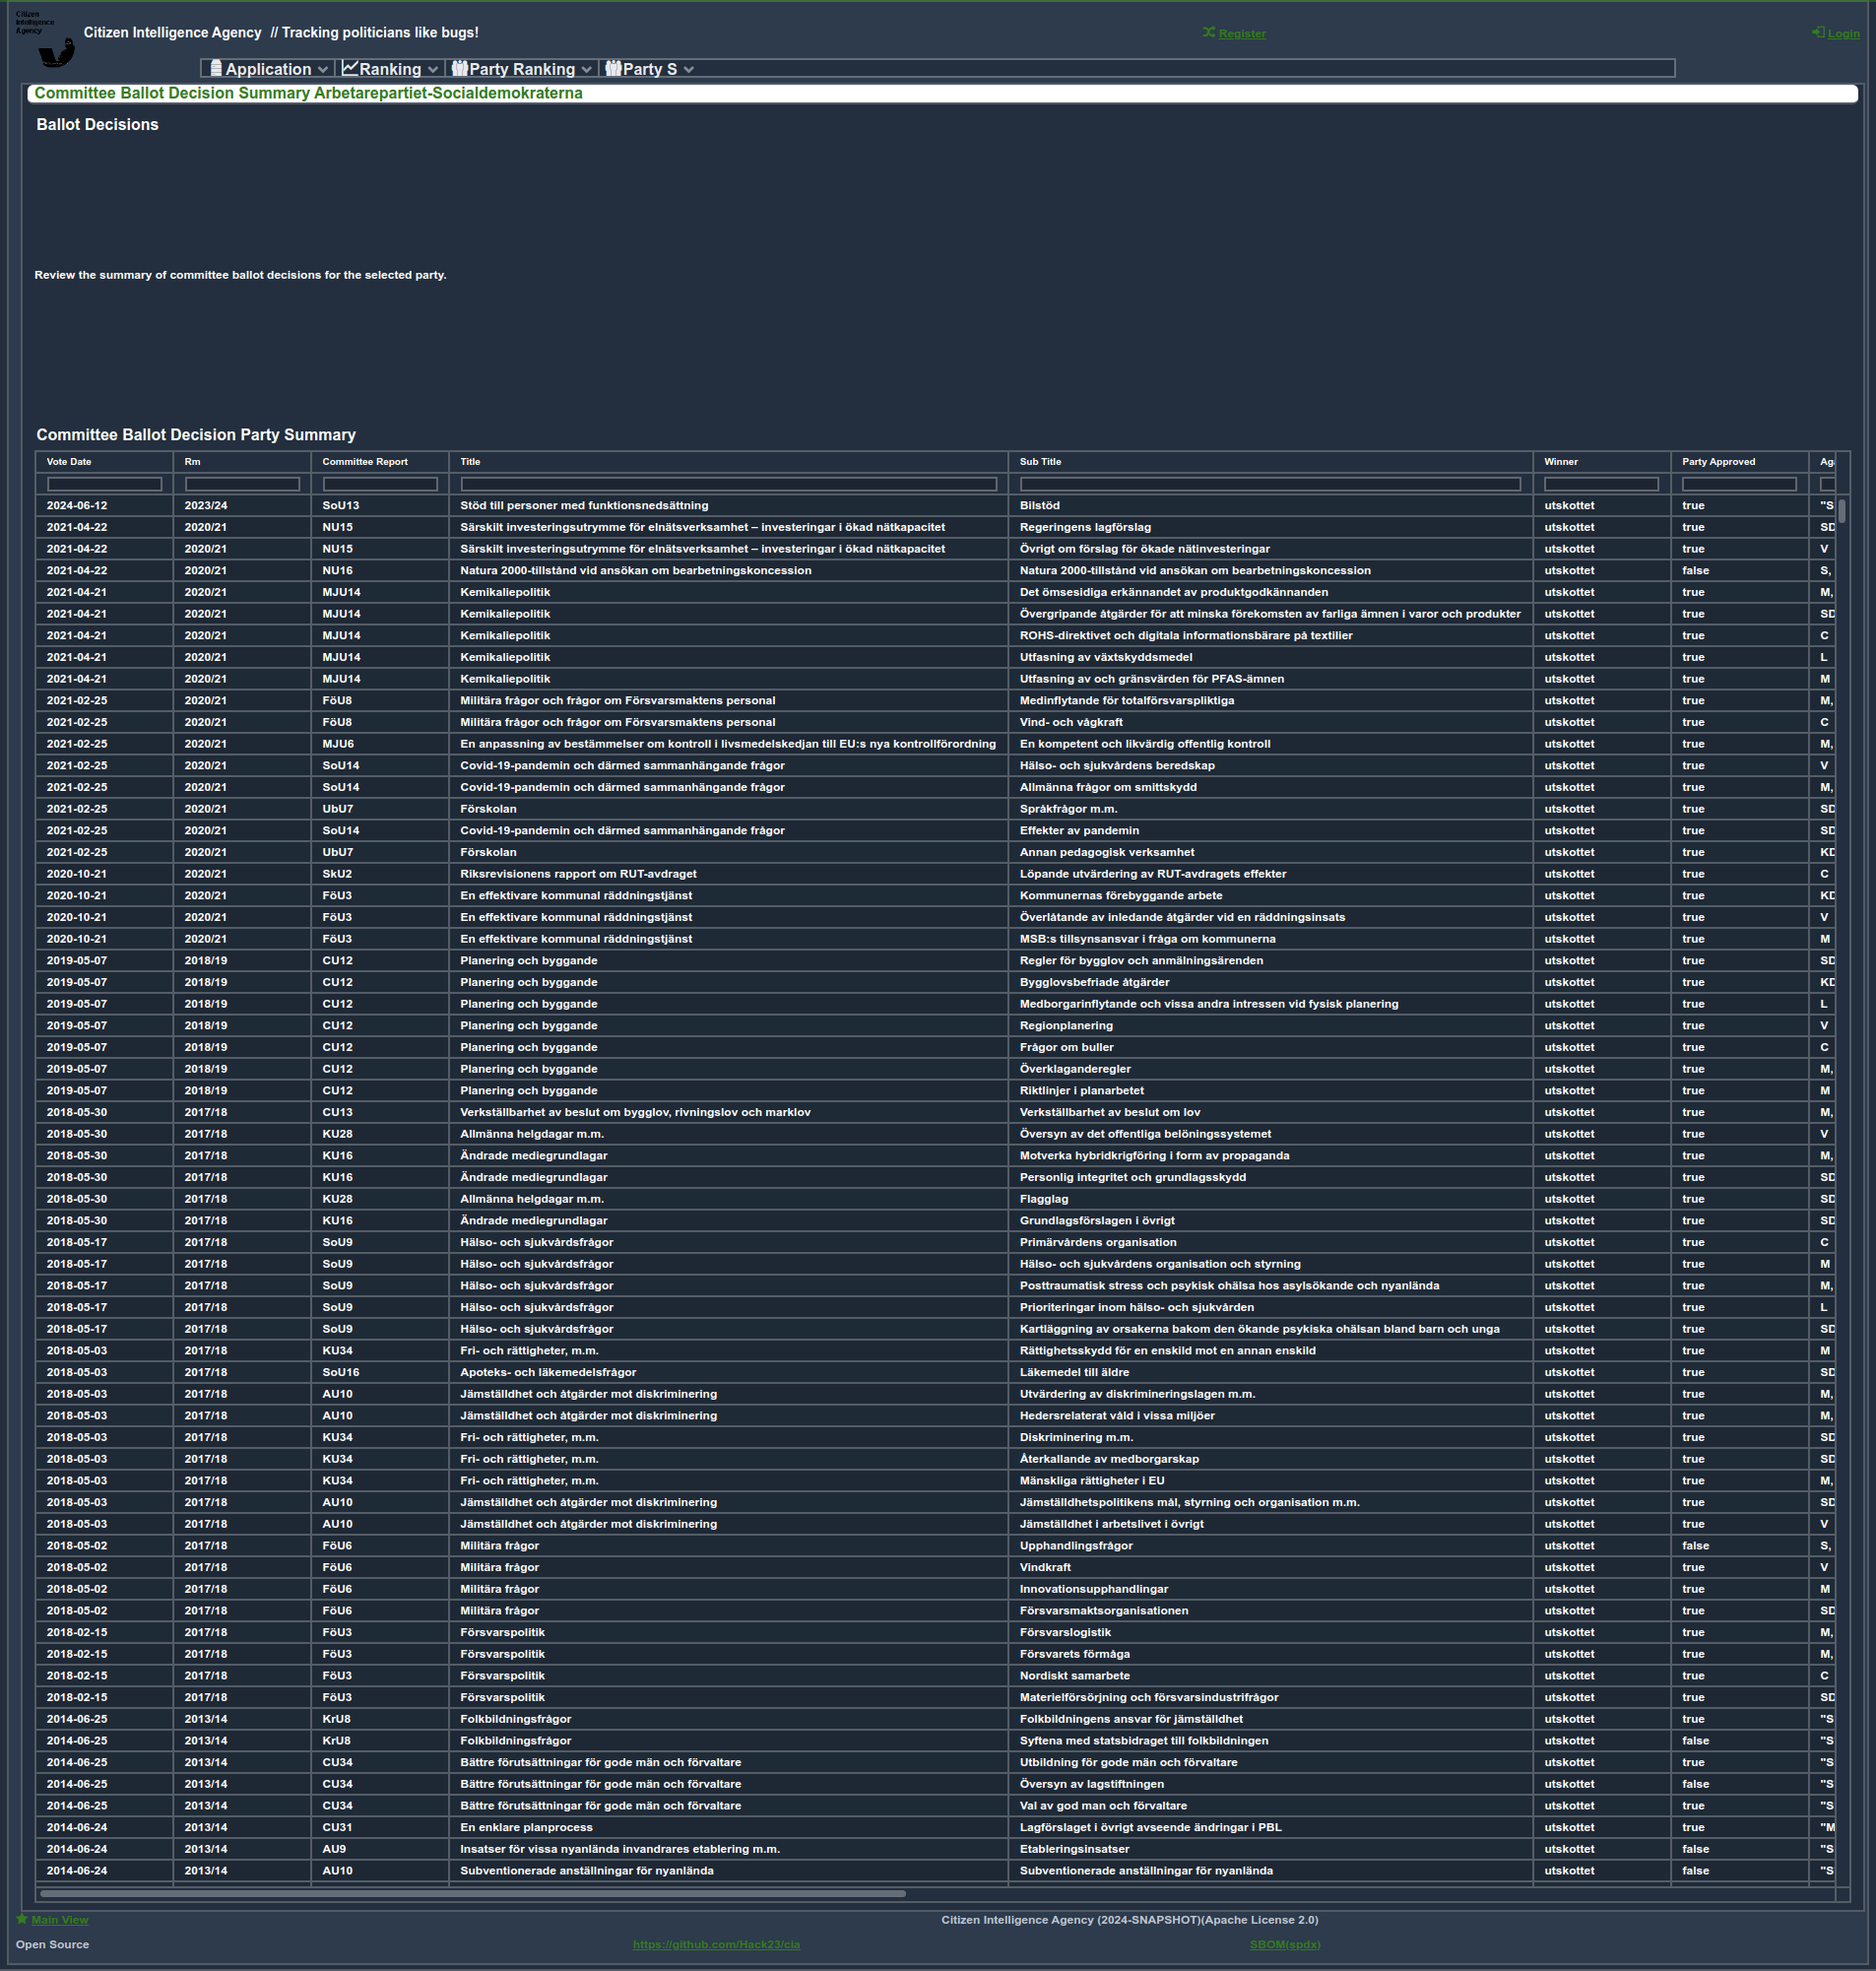 Citizen
Intelligence
Agency
Citizen Intelligence Agency // Tracking politicians like bugs!
Register
Login
Application
Ranking
Party Ranking
Party S
Committee Ballot Decision Summary Arbetarepartiet-Socialdemokraterna
Ballot Decisions
Review the summary of committee ballot decisions for the selected party.
Committee Ballot Decision Party Summary
Vote Date Rm Committee Report Title Sub Title Winner Party Approved Ag
2024-06-12 2023/24 SoU13 Stöd till personer med funktionsnedsättning Bilstöd utskottet true "S
2021-04-22 2020/21 NU15 Särskilt investeringsutrymme för elnätsverksamhet – investeringar i ökad nätkapacitet Regeringens lagförslag utskottet true SD
2021-04-22 2020/21 NU15 Särskilt investeringsutrymme för elnätsverksamhet – investeringar i ökad nätkapacitet Övrigt om förslag för ökade nätinvesteringar utskottet true V
2021-04-22 2020/21 NU16 Natura 2000-tillstånd vid ansökan om bearbetningskoncession Natura 2000-tillstånd vid ansökan om bearbetningskoncession utskottet false S,
2021-04-21 2020/21 MJU14 Kemikaliepolitik Det ömsesidiga erkännandet av produktgodkännanden utskottet true M,
2021-04-21 2020/21 MJU14 Kemikaliepolitik Övergripande åtgärder för att minska förekomsten av farliga ämnen i varor och produkter utskottet true SD
2021-04-21 2020/21 MJU14 Kemikaliepolitik ROHS-direktivet och digitala informationsbärare på textilier utskottet true C
2021-04-21 2020/21 MJU14 Kemikaliepolitik Utfasning av växtskyddsmedel utskottet true L
2021-04-21 2020/21 MJU14 Kemikaliepolitik Utfasning av och gränsvärden för PFAS-ämnen utskottet true M
2021-02-25 2020/21 FöU8 Militära frågor och frågor om Försvarsmaktens personal Medinflytande för totalförsvarspliktiga utskottet true M,
2021-02-25 2020/21 FöU8 Militära frågor och frågor om Försvarsmaktens personal Vind- och vågkraft utskottet true C
2021-02-25 2020/21 MJU6 En anpassning av bestämmelser om kontroll i livsmedelskedjan till EU:s nya kontrollförordning En kompetent och likvärdig offentlig kontroll utskottet true M,
2021-02-25 2020/21 SoU14 Covid-19-pandemin och därmed sammanhängande frågor Hälso- och sjukvårdens beredskap utskottet true V
2021-02-25 2020/21 SoU14 Covid-19-pandemin och därmed sammanhängande frågor Allmänna frågor om smittskydd utskottet true M,
2021-02-25 2020/21 UbU7 Förskolan Språkfrågor m.m. utskottet true SD
2021-02-25 2020/21 SoU14 Covid-19-pandemin och därmed sammanhängande frågor Effekter av pandemin utskottet true SD
2021-02-25 2020/21 UbU7 Förskolan Annan pedagogisk verksamhet utskottet true KD
2020-10-21 2020/21 SkU2 Riksrevisionens rapport om RUT-avdraget Löpande utvärdering av RUT-avdragets effekter utskottet true C
2020-10-21 2020/21 FöU3 En effektivare kommunal räddningstjänst Kommunernas förebyggande arbete utskottet true KD
2020-10-21 2020/21 FöU3 En effektivare kommunal räddningstjänst Överlåtande av inledande åtgärder vid en räddningsinsats utskottet true V
2020-10-21 2020/21 FöU3 En effektivare kommunal räddningstjänst MSB:s tillsynsansvar i fråga om kommunerna utskottet true M
2019-05-07 2018/19 CU12 Planering och byggande Regler för bygglov och anmälningsärenden utskottet true SD
2019-05-07 2018/19 CU12 Planering och byggande Bygglovsbefriade åtgärder utskottet true KD
2019-05-07 2018/19 CU12 Planering och byggande Medborgarinflytande och vissa andra intressen vid fysisk planering utskottet true L
2019-05-07 2018/19 CU12 Planering och byggande Regionplanering utskottet true V
2019-05-07 2018/19 CU12 Planering och byggande Frågor om buller utskottet true C
2019-05-07 2018/19 CU12 Planering och byggande Överklaganderegler utskottet true M,
2019-05-07 2018/19 CU12 Planering och byggande Riktlinjer i planarbetet utskottet true M
2018-05-30 2017/18 CU13 Verkställbarhet av beslut om bygglov, rivningslov och marklov Verkställbarhet av beslut om lov utskottet true M,
2018-05-30 2017/18 KU28 Allmänna helgdagar m.m. Översyn av det offentliga belöningssystemet utskottet true V
2018-05-30 2017/18 KU16 Ändrade mediegrundlagar Motverka hybridkrigföring i form av propaganda utskottet true M,
2018-05-30 2017/18 KU16 Ändrade mediegrundlagar Personlig integritet och grundlagsskydd utskottet true SD
2018-05-30 2017/18 KU28 Allmänna helgdagar m.m. Flagglag utskottet true SD
2018-05-30 2017/18 KU16 Ändrade mediegrundlagar Grundlagsförslagen i övrigt utskottet true SD
2018-05-17 2017/18 SoU9 Hälso- och sjukvårdsfrågor Primärvårdens organisation utskottet true C
2018-05-17 2017/18 SoU9 Hälso- och sjukvårdsfrågor Hälso- och sjukvårdens organisation och styrning utskottet true M
2018-05-17 2017/18 SoU9 Hälso- och sjukvårdsfrågor Posttraumatisk stress och psykisk ohälsa hos asylsökande och nyanlända utskottet true M,
2018-05-17 2017/18 SoU9 Hälso- och sjukvårdsfrågor Prioriteringar inom hälso- och sjukvården utskottet true L
2018-05-17 2017/18 SoU9 Hälso- och sjukvårdsfrågor Kartläggning av orsakerna bakom den ökande psykiska ohälsan bland barn och unga utskottet true SD
2018-05-03 2017/18 KU34 Fri- och rättigheter, m.m. Rättighetsskydd för en enskild mot en annan enskild utskottet true M
2018-05-03 2017/18 SoU16 Apoteks- och läkemedelsfrågor Läkemedel till äldre utskottet true SD
2018-05-03 2017/18 AU10 Jämställdhet och åtgärder mot diskriminering Utvärdering av diskrimineringslagen m.m. utskottet true M,
2018-05-03 2017/18 AU10 Jämställdhet och åtgärder mot diskriminering Hedersrelaterat våld i vissa miljöer utskottet true M,
2018-05-03 2017/18 KU34 Fri- och rättigheter, m.m. Diskriminering m.m. utskottet true SD
2018-05-03 2017/18 KU34 Fri- och rättigheter, m.m. Återkallande av medborgarskap utskottet true SD
2018-05-03 2017/18 KU34 Fri- och rättigheter, m.m. Mänskliga rättigheter i EU utskottet true M,
2018-05-03 2017/18 AU10 Jämställdhet och åtgärder mot diskriminering Jämställdhetspolitikens mål, styrning och organisation m.m. utskottet true SD
2018-05-03 2017/18 AU10 Jämställdhet och åtgärder mot diskriminering Jämställdhet i arbetslivet i övrigt utskottet true V
2018-05-02 2017/18 FöU6 Militära frågor Upphandlingsfrågor utskottet false S,
2018-05-02 2017/18 FöU6 Militära frågor Vindkraft utskottet true V
2018-05-02 2017/18 FöU6 Militära frågor Innovationsupphandlingar utskottet true M
2018-05-02 2017/18 FöU6 Militära frågor Försvarsmaktsorganisationen utskottet true SD
2018-02-15 2017/18 FöU3 Försvarspolitik Försvarslogistik utskottet true M,
2018-02-15 2017/18 FöU3 Försvarspolitik Försvarets förmåga utskottet true M,
2018-02-15 2017/18 FöU3 Försvarspolitik Nordiskt samarbete utskottet true C
2018-02-15 2017/18 FöU3 Försvarspolitik Materielförsörjning och försvarsindustrifrågor utskottet true SD
2014-06-25 2013/14 KrU8 Folkbildningsfrågor Folkbildningens ansvar för jämställdhet utskottet true "S
2014-06-25 2013/14 KrU8 Folkbildningsfrågor Syftena med statsbidraget till folkbildningen utskottet false "S
2014-06-25 2013/14 CU34 Bättre förutsättningar för gode män och förvaltare Utbildning för gode män och förvaltare utskottet true "S
2014-06-25 2013/14 CU34 Bättre förutsättningar för gode män och förvaltare Översyn av lagstiftningen utskottet false "S
2014-06-25 2013/14 CU34 Bättre förutsättningar för gode män och förvaltare Val av god man och förvaltare utskottet true "S
2014-06-24 2013/14 CU31 En enklare planprocess Lagförslaget i övrigt avseende ändringar i PBL utskottet true "M
2014-06-24 2013/14 AU9 Insatser för vissa nyanlända invandrares etablering m.m. Etableringsinsatser utskottet false "S
2014-06-24 2013/14 AU10 Subventionerade anställningar för nyanlända Subventionerade anställningar för nyanlända utskottet false "S
Main View
Citizen Intelligence Agency (2024-SNAPSHOT)(Apache License 2.0)
Open Source
https://github.com/Hack23/cia
SBOM(spdx)